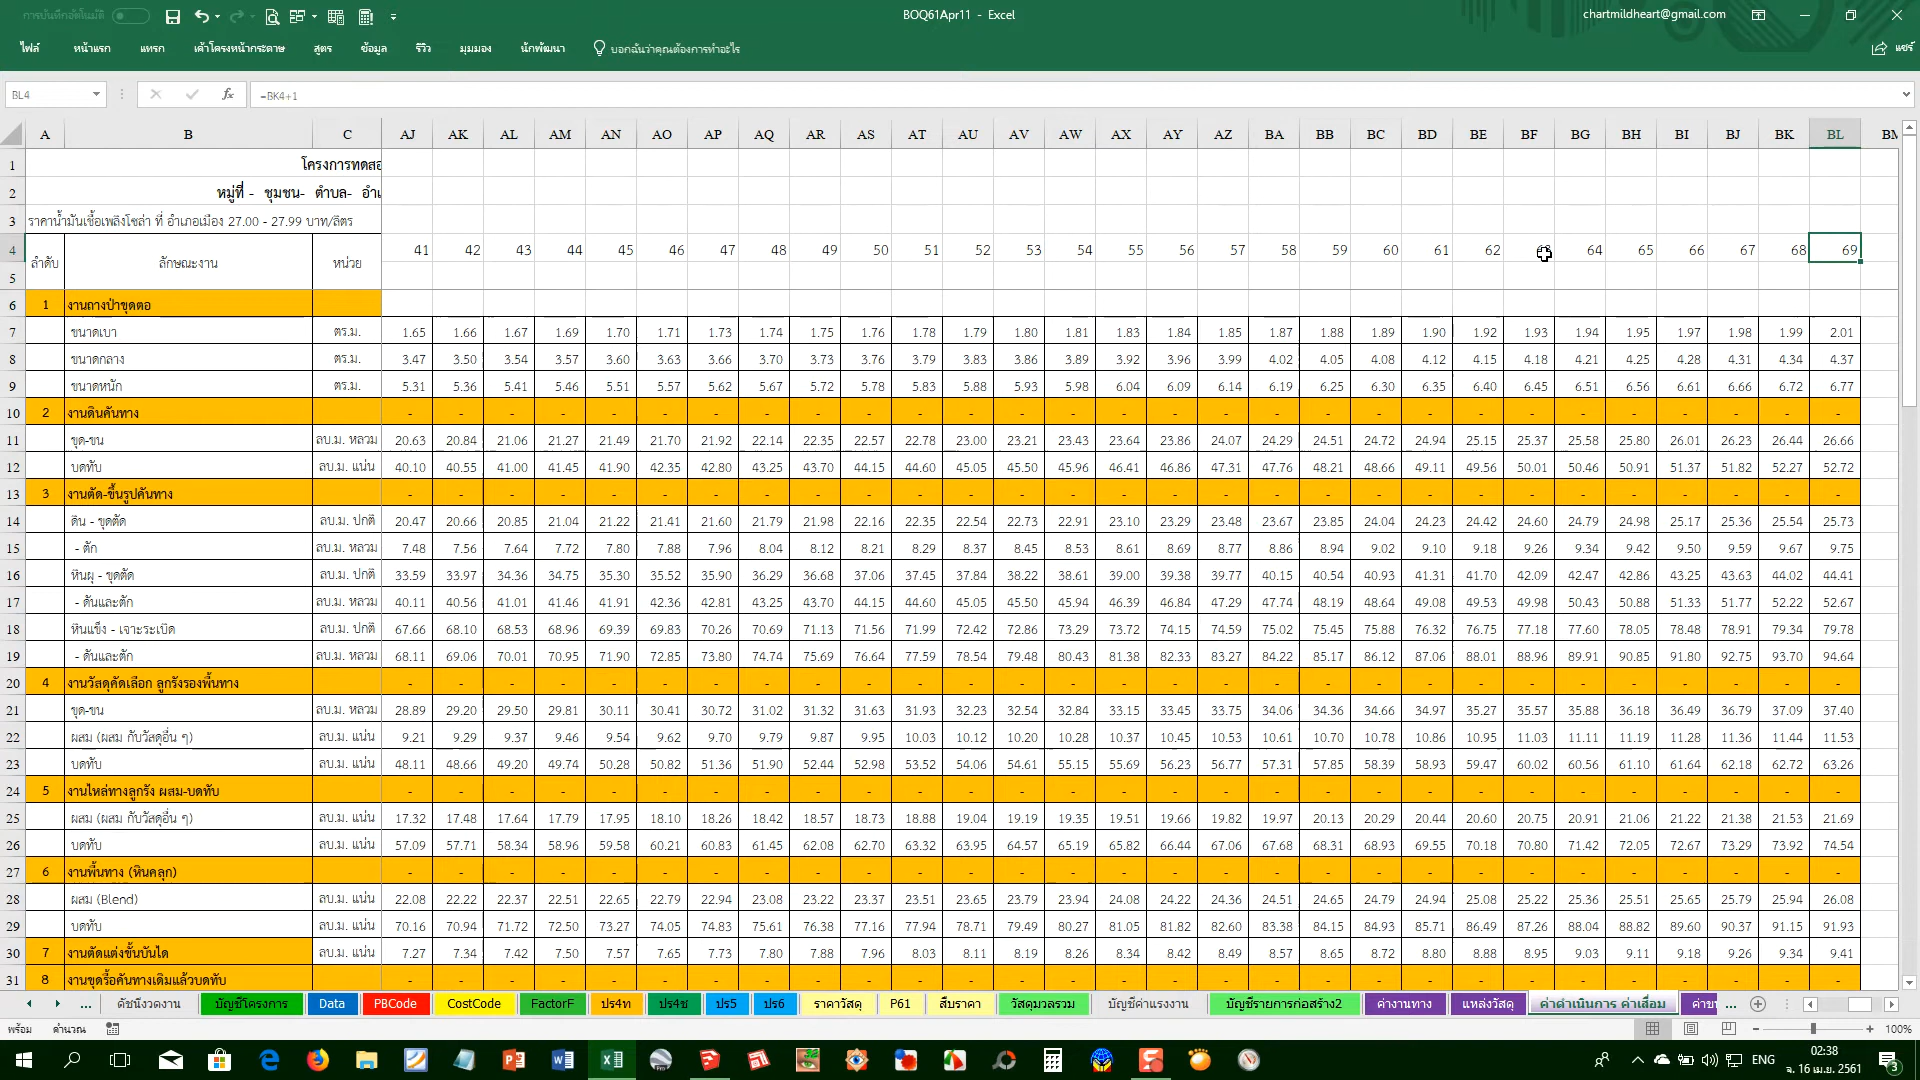 การบันทึกอัตโนมัติ
BOQ61Apr11 - Excel
chartmildheart@gmail.com
ไฟล์ หน้าแรก แทรก เค้าโครงหน้ากระดาษ สูตร ข้อมูล รีวิว มุมมอง นักพัฒนา บอกฉันว่าคุณต้องการทำอะไร แชร์
BL4 fx =BK4+1
A B C AJ AK AL AM AN AO AP AQ AR AS AT AU AV AW AX AY AZ BA BB BC BD BE BF BG BH BI BJ BK BL BM
1 โครงการทดสอ
2 หมู่ที่ - ชุมชน- ตำบล- อำเ
3 ราคาน้ำมันเชื้อเพลิงโซล่า ที่ อำเภอเมือง 27.00 - 27.99 บาท/ลิตร
4 ลำดับ ลักษณะงาน หน่วย 41 42 43 44 45 46 47 48 49 50 51 52 53 54 55 56 57 58 59 60 61 62 63 64 65 66 67 68 69
5
6 1 งานถางป่าขุดตอ
7 ขนาดเบา ตร.ม. 1.65 1.66 1.67 1.69 1.70 1.71 1.73 1.74 1.75 1.76 1.78 1.79 1.80 1.81 1.83 1.84 1.85 1.87 1.88 1.89 1.90 1.92 1.93 1.94 1.95 1.97 1.98 1.99 2.01
8 ขนาดกลาง ตร.ม. 3.47 3.50 3.54 3.57 3.60 3.63 3.66 3.70 3.73 3.76 3.79 3.83 3.86 3.89 3.92 3.96 3.99 4.02 4.05 4.08 4.12 4.15 4.18 4.21 4.25 4.28 4.31 4.34 4.37
9 ขนาดหนัก ตร.ม. 5.31 5.36 5.41 5.46 5.51 5.57 5.62 5.67 5.72 5.78 5.83 5.88 5.93 5.98 6.04 6.09 6.14 6.19 6.25 6.30 6.35 6.40 6.45 6.51 6.56 6.61 6.66 6.72 6.77
10 2 งานดินคันทาง - - - - - - - - - - - - - - - - - - - - - - - - - - - - -
11 ขุด-ขน ลบ.ม. หลวม 20.63 20.84 21.06 21.27 21.49 21.70 21.92 22.14 22.35 22.57 22.78 23.00 23.21 23.43 23.64 23.86 24.07 24.29 24.51 24.72 24.94 25.15 25.37 25.58 25.80 26.01 26.23 26.44 26.66
12 บดทับ ลบ.ม. แน่น 40.10 40.55 41.00 41.45 41.90 42.35 42.80 43.25 43.70 44.15 44.60 45.05 45.50 45.96 46.41 46.86 47.31 47.76 48.21 48.66 49.11 49.56 50.01 50.46 50.91 51.37 51.82 52.27 52.72
13 3 งานตัด-ขึ้นรูปคันทาง - - - - - - - - - - - - - - - - - - - - - - - - - - - - -
14 ดิน - ขุดตัด ลบ.ม. ปกติ 20.47 20.66 20.85 21.04 21.22 21.41 21.60 21.79 21.98 22.16 22.35 22.54 22.73 22.91 23.10 23.29 23.48 23.67 23.85 24.04 24.23 24.42 24.60 24.79 24.98 25.17 25.36 25.54 25.73
15 - ตัก ลบ.ม. หลวม 7.48 7.56 7.64 7.72 7.80 7.88 7.96 8.04 8.12 8.21 8.29 8.37 8.45 8.53 8.61 8.69 8.77 8.86 8.94 9.02 9.10 9.18 9.26 9.34 9.42 9.50 9.59 9.67 9.75
16 หินผุ - ขุดตัด ลบ.ม. ปกติ 33.59 33.97 34.36 34.75 35.30 35.52 35.90 36.29 36.68 37.06 37.45 37.84 38.22 38.61 39.00 39.38 39.77 40.15 40.54 40.93 41.31 41.70 42.09 42.47 42.86 43.25 43.63 44.02 44.41
17 - ดันและตัก ลบ.ม. หลวม 40.11 40.56 41.01 41.46 41.91 42.36 42.81 43.25 43.70 44.15 44.60 45.05 45.50 45.94 46.39 46.84 47.29 47.74 48.19 48.64 49.08 49.53 49.98 50.43 50.88 51.33 51.77 52.22 52.67
18 หินแข็ง - เจาะระเบิด ลบ.ม. ปกติ 67.66 68.10 68.53 68.96 69.39 69.83 70.26 70.69 71.13 71.56 71.99 72.42 72.86 73.29 73.72 74.15 74.59 75.02 75.45 75.88 76.32 76.75 77.18 77.60 78.05 78.48 78.91 79.34 79.78
19 - ดันและตัก ลบ.ม. หลวม 68.11 69.06 70.01 70.95 71.90 72.85 73.80 74.74 75.69 76.64 77.59 78.54 79.48 80.43 81.38 82.33 83.27 84.22 85.17 86.12 87.06 88.01 88.96 89.91 90.85 91.80 92.75 93.70 94.64
20 4 งานวัสดุคัดเลือก ลูกรังรองพื้นทาง - - - - - - - - - - - - - - - - - - - - - - - - - - - - -
21 ขุด-ขน ลบ.ม. หลวม 28.89 29.20 29.50 29.81 30.11 30.41 30.72 31.02 31.32 31.63 31.93 32.23 32.54 32.84 33.15 33.45 33.75 34.06 34.36 34.66 34.97 35.27 35.57 35.88 36.18 36.49 36.79 37.09 37.40
22 ผสม (ผสม กับวัสดุอื่น ๆ) ลบ.ม. แน่น 9.21 9.29 9.37 9.46 9.54 9.62 9.70 9.79 9.87 9.95 10.03 10.12 10.20 10.28 10.37 10.45 10.53 10.61 10.70 10.78 10.86 10.95 11.03 11.11 11.19 11.28 11.36 11.44 11.53
23 บดทับ ลบ.ม. แน่น 48.11 48.66 49.20 49.74 50.28 50.82 51.36 51.90 52.44 52.98 53.52 54.06 54.61 55.15 55.69 56.23 56.77 57.31 57.85 58.39 58.93 59.47 60.02 60.56 61.10 61.64 62.18 62.72 63.26
24 5 งานไหล่ทางลูกรัง ผสม-บดทับ - - - - - - - - - - - - - - - - - - - - - - - - - - - - -
25 ผสม (ผสม กับวัสดุอื่น ๆ) ลบ.ม. แน่น 17.32 17.48 17.64 17.79 17.95 18.10 18.26 18.42 18.57 18.73 18.88 19.04 19.19 19.35 19.51 19.66 19.82 19.97 20.13 20.29 20.44 20.60 20.75 20.91 21.06 21.22 21.38 21.53 21.69
26 บดทับ ลบ.ม. แน่น 57.09 57.71 58.34 58.96 59.58 60.21 60.83 61.45 62.08 62.70 63.32 63.95 64.57 65.19 65.82 66.44 67.06 67.68 68.31 68.93 69.55 70.18 70.80 71.42 72.05 72.67 73.29 73.92 74.54
27 6 งานพื้นทาง (หินคลุก) - - - - - - - - - - - - - - - - - - - - - - - - - - - - -
28 ผสม (Blend) ลบ.ม. แน่น 22.08 22.22 22.37 22.51 22.65 22.79 22.94 23.08 23.22 23.37 23.51 23.65 23.79 23.94 24.08 24.22 24.36 24.51 24.65 24.79 24.94 25.08 25.22 25.36 25.51 25.65 25.79 25.94 26.08
29 บดทับ ลบ.ม. แน่น 70.16 70.94 71.72 72.50 73.27 74.05 74.83 75.61 76.38 77.16 77.94 78.71 79.49 80.27 81.05 81.82 82.60 83.38 84.15 84.93 85.71 86.49 87.26 88.04 88.82 89.60 90.37 91.15 91.93
30 7 งานตัดแต่งชั้นบันได ลบ.ม. แน่น 7.27 7.34 7.42 7.50 7.57 7.65 7.73 7.80 7.88 7.96 8.03 8.11 8.19 8.26 8.34 8.42 8.49 8.57 8.65 8.72 8.80 8.88 8.95 9.03 9.11 9.18 9.26 9.34 9.41
31 8 งานขุดรื้อคันทางเดิมแล้วบดทับ - - - - - - - - - - - - - - - - - - - - - - - - - - - - -
... ดัชนีงวดงาน บัญชีโครงการ Data PBCode CostCode FactorF ปร4ท ปร4ช ปร5 ปร6 ราคาวัสดุ P61 สืบราคา วัสดุมวลรวม บัญชีค่าแรงงาน บัญชีรายการก่อสร้าง2 ค่างานทาง แหล่งวัสดุ ค่าดำเนินการ ค่าเสื่อม ค่าข ...
พร้อม คำนวณ 100%
ENG 02:38
จ. 16 เม.ย. 2561
3